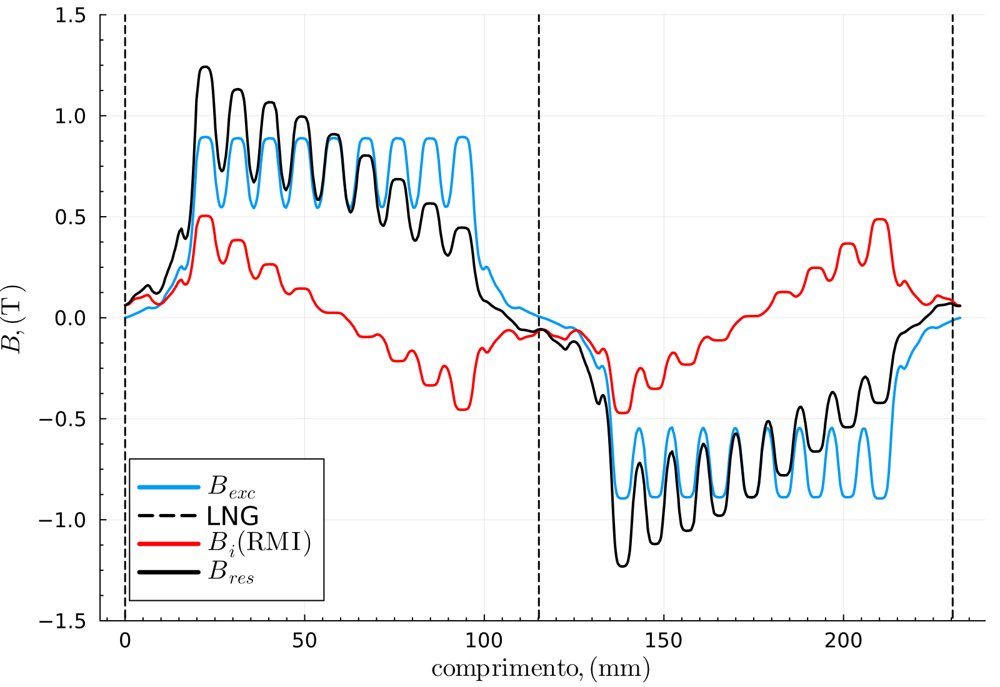 1.5
1.0
0.5
0.0
−0.5
−1.0
−1.5
B, (T)
B_exc
LNG
B_i(RMI)
B_res
0 50 100 150 200
comprimento, (mm)